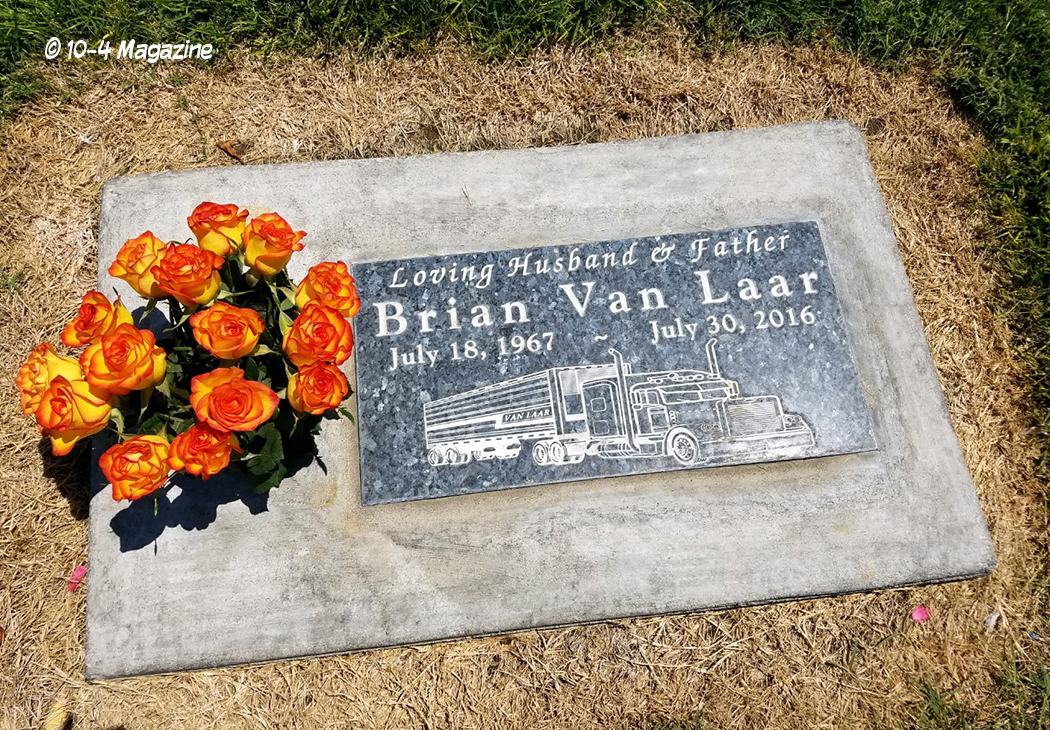 © 10-4 Magazine
Loving Husband & Father
Brian Van Laar
July 18, 1967 ~ July 30, 2016
VAN LAAR